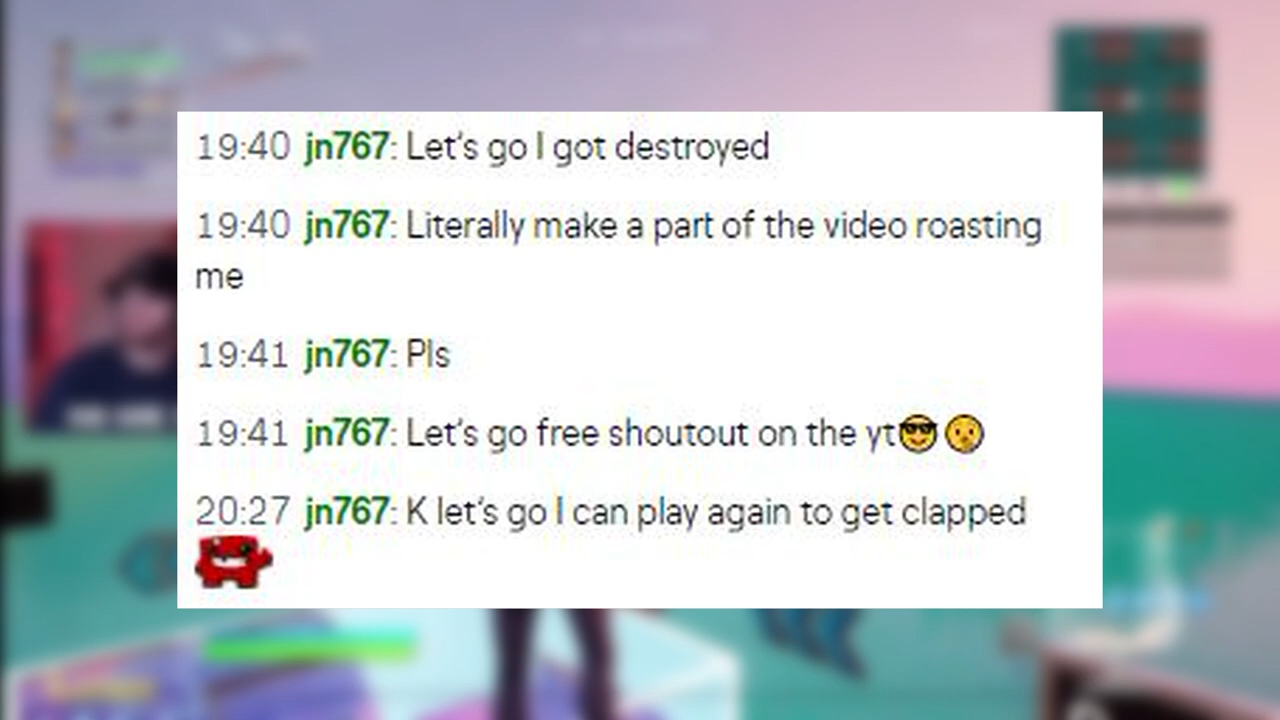 19:40 jn767: Let's go I got destroyed
19:40 jn767: Literally make a part of the video roasting
me
19:41 jn767: Pls
19:41 jn767: Let's go free shoutout on the yt😎🤫
20:27 jn767: K let's go I can play again to get clapped